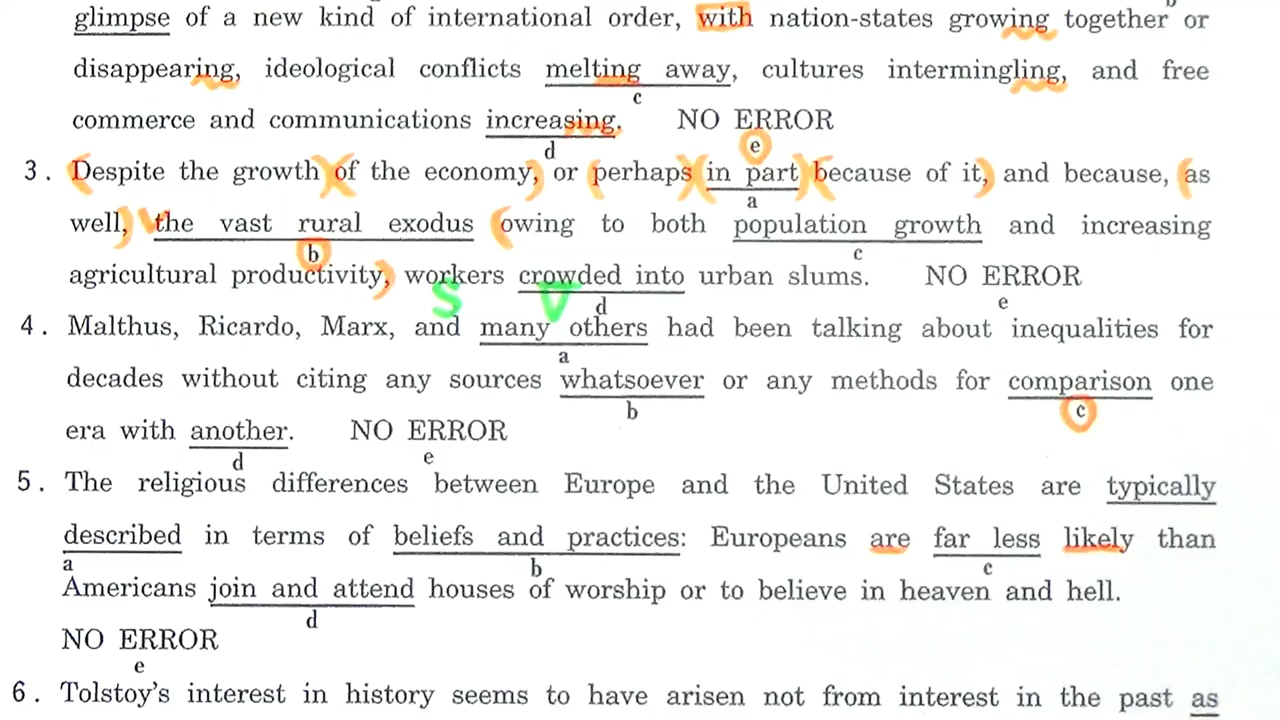 glimpse of a new kind of international order, with nation-states growing together or
b
disappearing, ideological conflicts melting away, cultures intermingling, and free
c
commerce and communications increasing. NO ERROR
d e
3. Despite the growth of the economy, or perhaps in part because of it, and because, as
a
well, the vast rural exodus owing to both population growth and increasing
b c
agricultural productivity, workers crowded into urban slums. NO ERROR
S V d e
4. Malthus, Ricardo, Marx, and many others had been talking about inequalities for
a
decades without citing any sources whatsoever or any methods for comparison one
b c
era with another. NO ERROR
d e
5. The religious differences between Europe and the United States are typically
described in terms of beliefs and practices: Europeans are far less likely than
a b c
Americans join and attend houses of worship or to believe in heaven and hell.
d
NO ERROR
e
6. Tolstoy's interest in history seems to have arisen not from interest in the past as